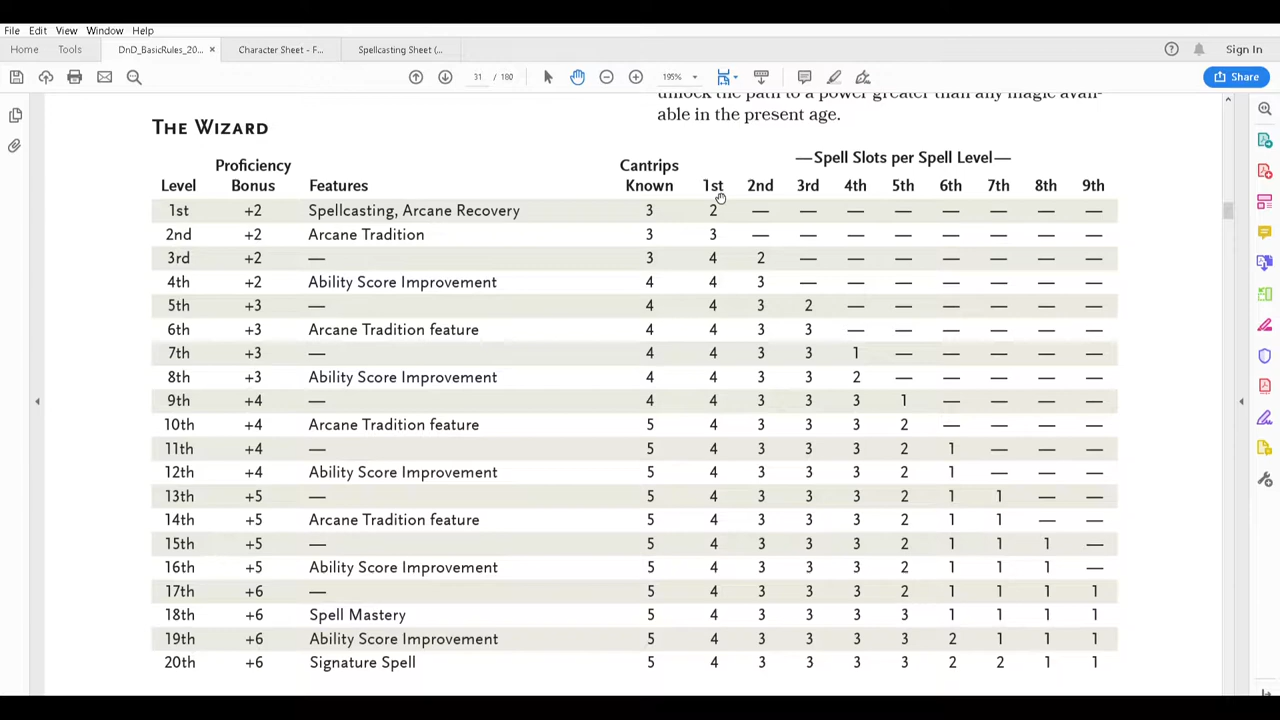 File Edit View Window Help
Home Tools DnD_BasicRules_20... × Character Sheet - F... Spellcasting Sheet (... Sign In
31 / 180 195% Share
unlock the path to a power greater than any magic avail-
able in the present age.
The Wizard
—Spell Slots per Spell Level—
Proficiency Cantrips
Level Bonus Features Known 1st 2nd 3rd 4th 5th 6th 7th 8th 9th
1st +2 Spellcasting, Arcane Recovery 3 2 — — — — — — — —
2nd +2 Arcane Tradition 3 3 — — — — — — — —
3rd +2 — 3 4 2 — — — — — — —
4th +2 Ability Score Improvement 4 4 3 — — — — — — —
5th +3 — 4 4 3 2 — — — — — —
6th +3 Arcane Tradition feature 4 4 3 3 — — — — — —
7th +3 — 4 4 3 3 1 — — — — —
8th +3 Ability Score Improvement 4 4 3 3 2 — — — — —
9th +4 — 4 4 3 3 3 1 — — — —
10th +4 Arcane Tradition feature 5 4 3 3 3 2 — — — —
11th +4 — 5 4 3 3 3 2 1 — — —
12th +4 Ability Score Improvement 5 4 3 3 3 2 1 — — —
13th +5 — 5 4 3 3 3 2 1 1 — —
14th +5 Arcane Tradition feature 5 4 3 3 3 2 1 1 — —
15th +5 — 5 4 3 3 3 2 1 1 1 —
16th +5 Ability Score Improvement 5 4 3 3 3 2 1 1 1 —
17th +6 — 5 4 3 3 3 2 1 1 1 1
18th +6 Spell Mastery 5 4 3 3 3 3 1 1 1 1
19th +6 Ability Score Improvement 5 4 3 3 3 3 2 1 1 1
20th +6 Signature Spell 5 4 3 3 3 3 2 2 1 1